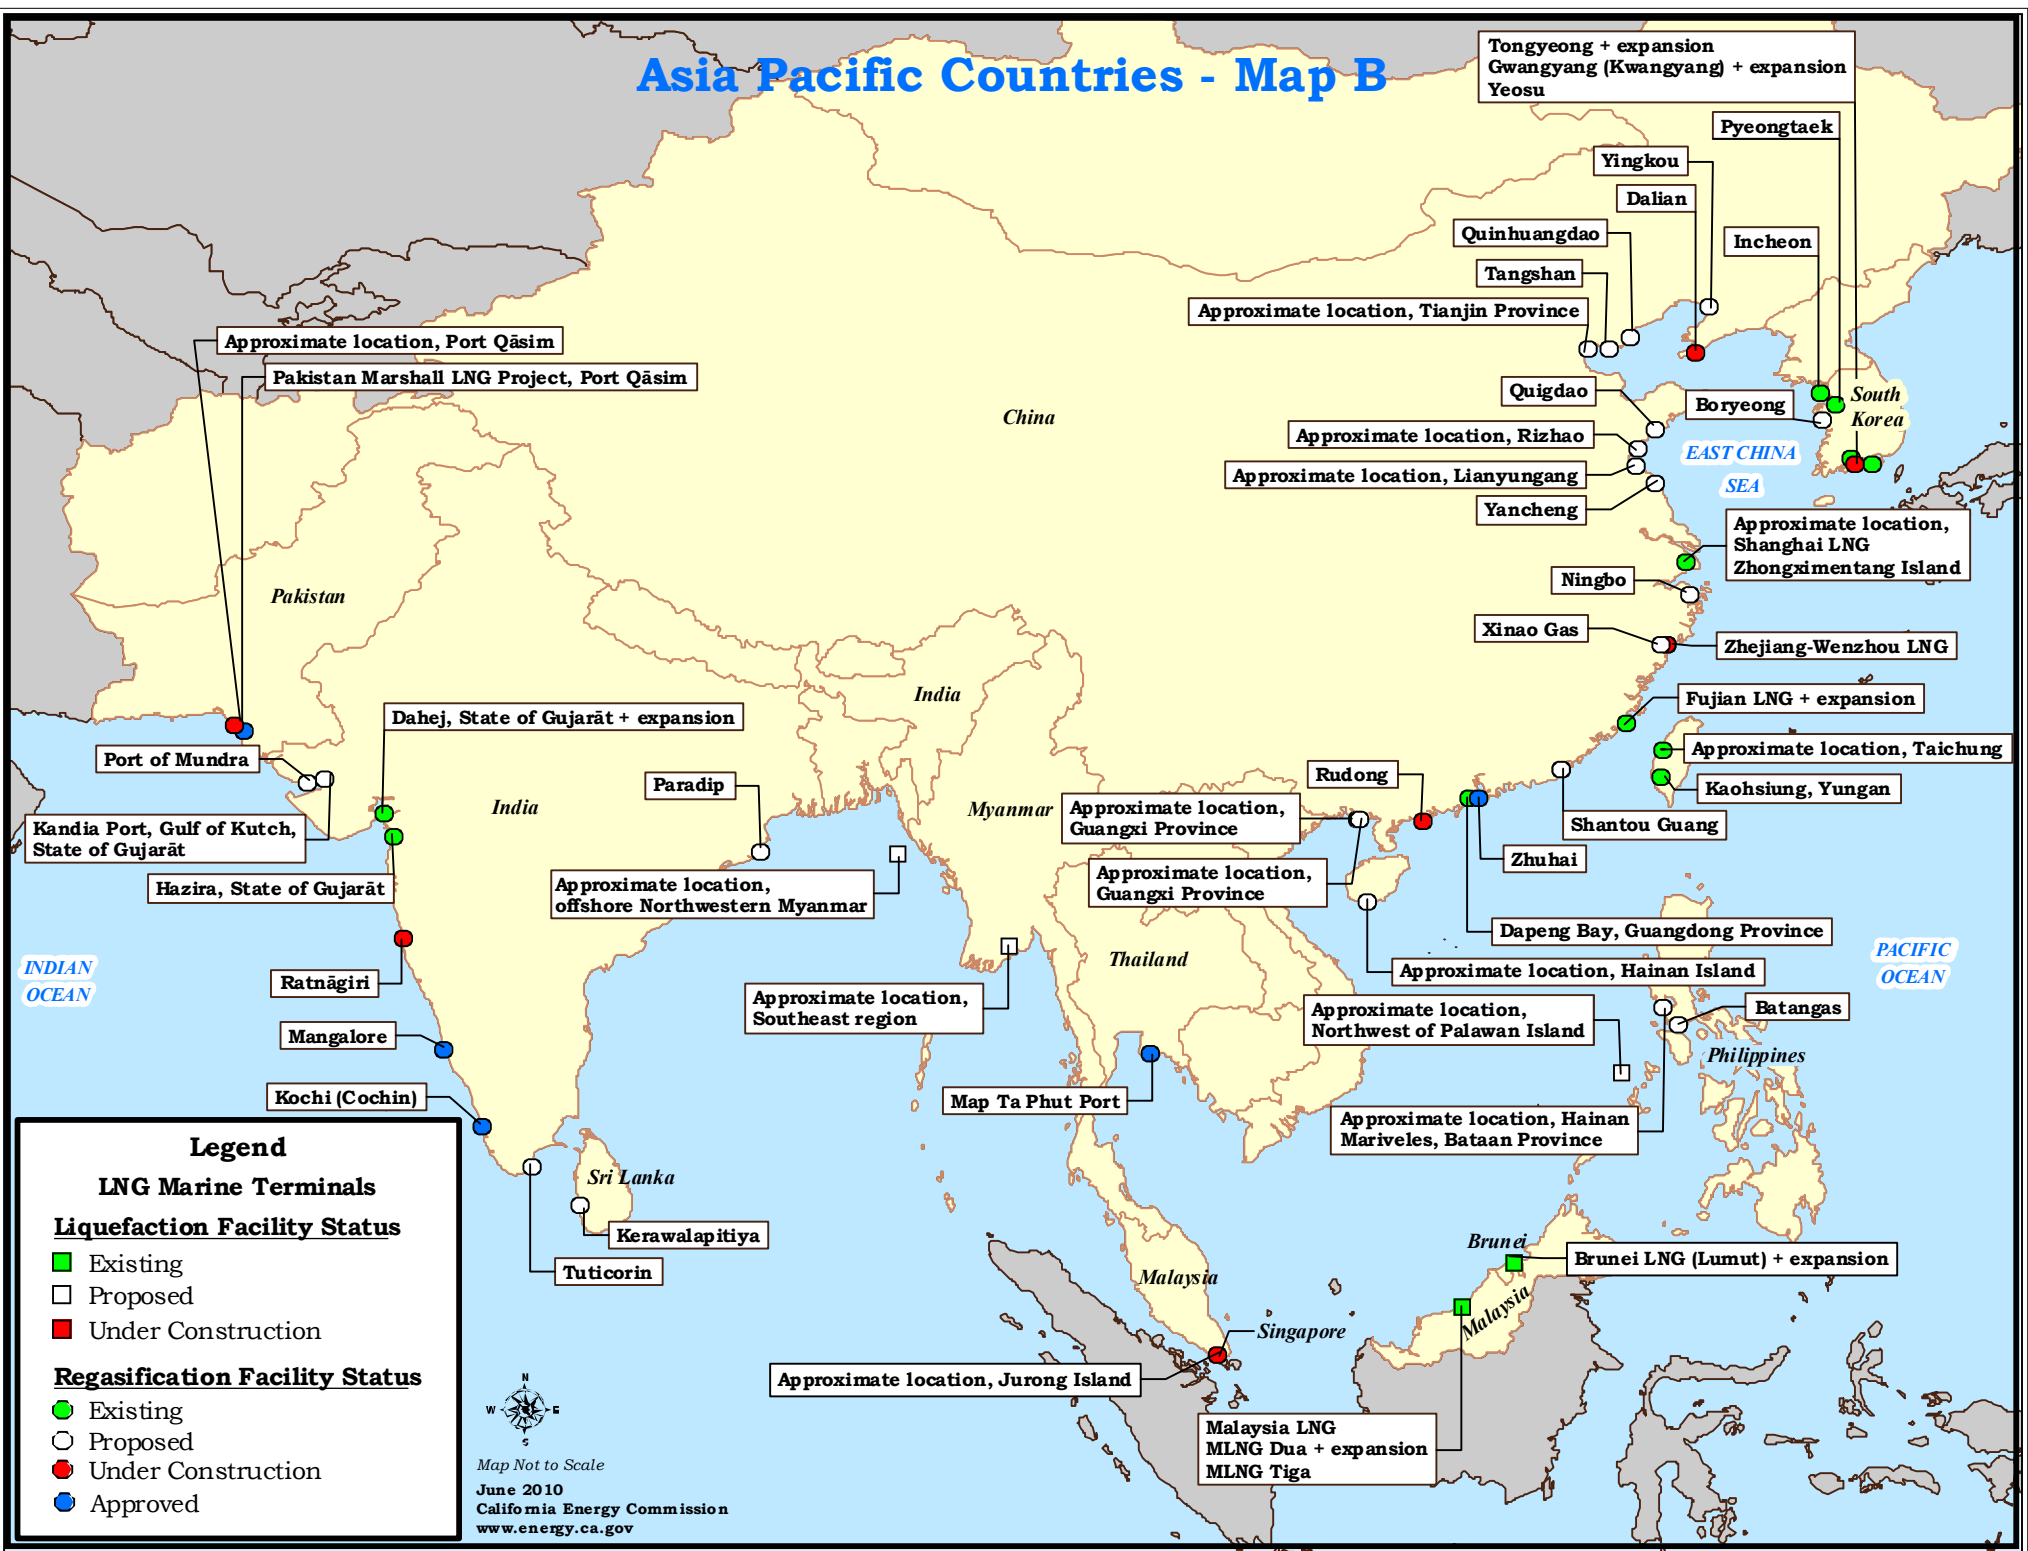 Asia Pacific Countries - Map B
Tongyeong + expansion
Gwangyang (Kwangyang) + expansion
Yeosu
Pyeongtaek
Yingkou
Dalian
Quinhuangdao
Incheon
Tangshan
Approximate location, Tianjin Province
Approximate location, Port Qāsim
Pakistan Marshall LNG Project, Port Qāsim
Quigdao
Boryeong
South
Korea
China
Approximate location, Rizhao
EAST CHINA
SEA
Approximate location, Lianyungang
Yancheng
Approximate location,
Shanghai LNG
Zhongximentang Island
Ningbo
Pakistan
Xinao Gas
Zhejiang-Wenzhou LNG
India
Fujian LNG + expansion
Dahej, State of Gujarāt + expansion
Approximate location, Taichung
Port of Mundra
Rudong
Paradip
Kaohsiung, Yungan
India
Myanmar
Approximate location,
Guangxi Province
Shantou Guang
Kandia Port, Gulf of Kutch,
State of Gujarāt
Zhuhai
Approximate location,
Guangxi Province
Hazira, State of Gujarāt
Approximate location,
offshore Northwestern Myanmar
Dapeng Bay, Guangdong Province
INDIAN
OCEAN
Thailand
PACIFIC
OCEAN
Approximate location, Hainan Island
Ratnāgiri
Approximate location,
Southeast region
Approximate location,
Northwest of Palawan Island
Batangas
Mangalore
Philippines
Kochi (Cochin)
Map Ta Phut Port
Approximate location, Hainan
Mariveles, Bataan Province
Sri Lanka
Kerawalapitiya
Tuticorin
Brunei
Brunei LNG (Lumut) + expansion
Malaysia
Malaysia
Singapore
Approximate location, Jurong Island
Malaysia LNG
MLNG Dua + expansion
MLNG Tiga
Legend
LNG Marine Terminals
Liquefaction Facility Status
Existing
Proposed
Under Construction
Regasification Facility Status
Existing
Proposed
Under Construction
Approved
N
W E
S
Map Not to Scale
June 2010
California Energy Commission
www.energy.ca.gov